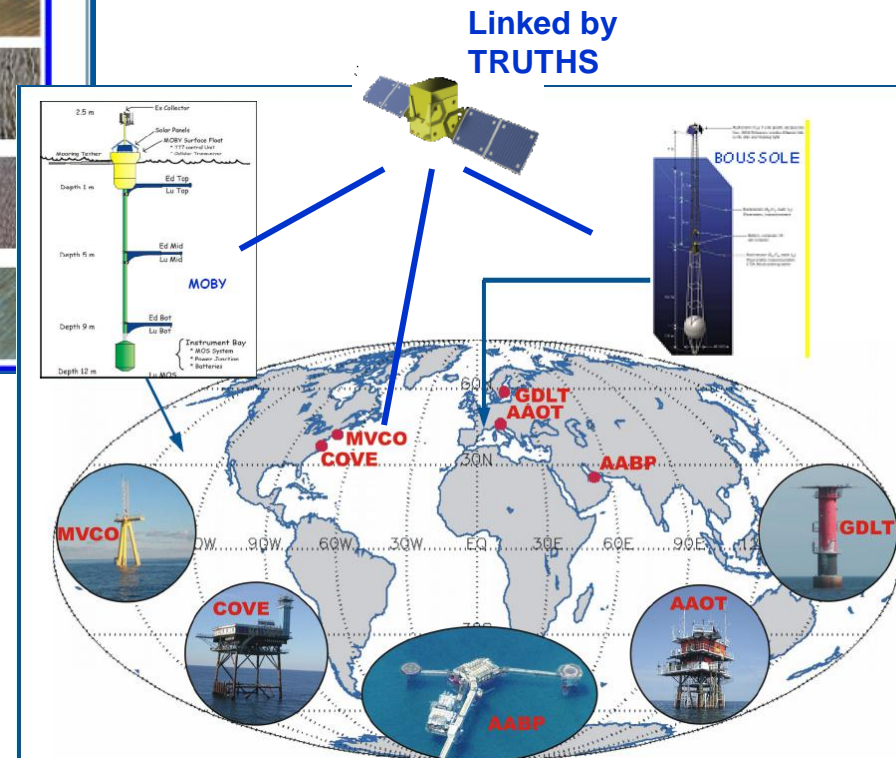 Linked by
TRUTHS
2.5 m
Es Collector
Solar Panels
MOBY Surface Float
Mooring Tether
Depth 1 m
Ed Top
Lu Top
Depth 5 m
Ed Mid
Lu Mid
MOBY
Depth 9 m
Ed Bot
Lu Bot
Instrument Bay
* MOS System
* Power Junction
* Batteries
Depth 12 m
Lu MOS
BOUSSOLE
60N
GDLT
AAOT
MVCO
COVE
30N
AABP
MVCO
GDLT
0W 90W 60W 30W EQ 30E 60E 90E
COVE
AAOT
AABP